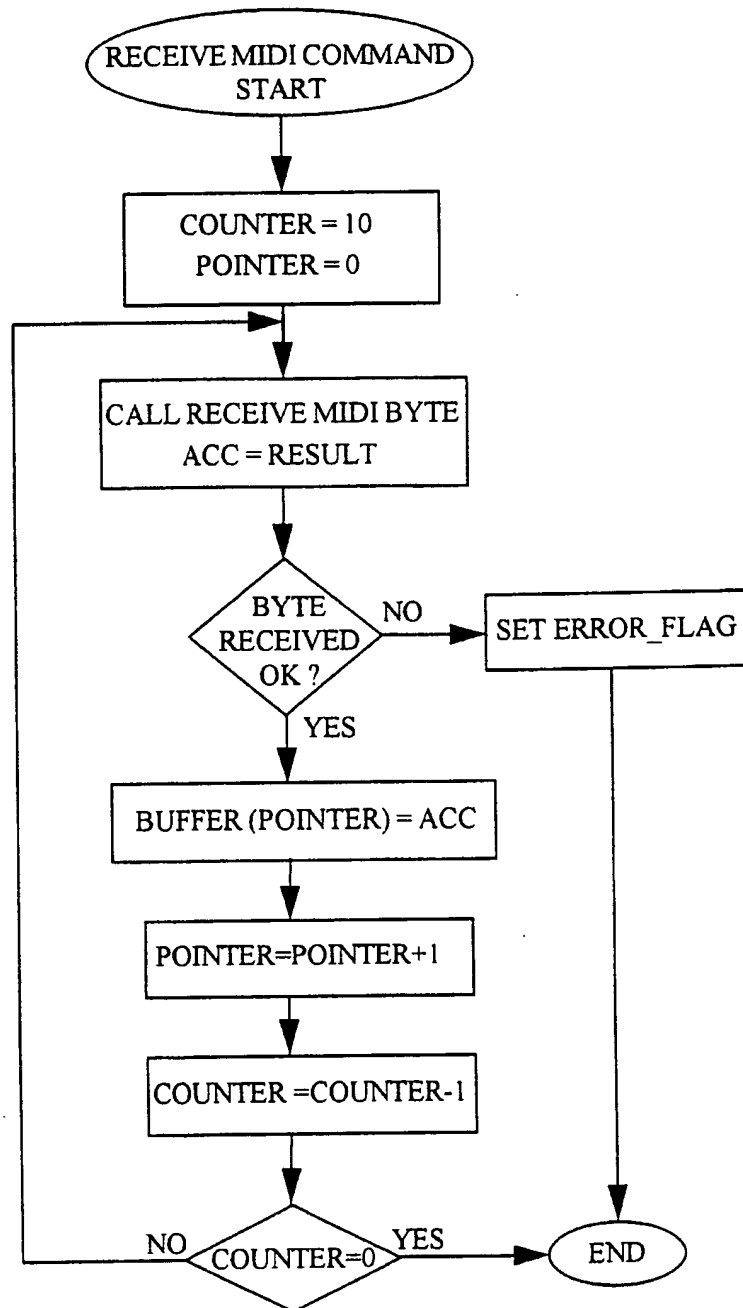 RECEIVE MIDI COMMAND
START
COUNTER = 10
POINTER = 0
CALL RECEIVE MIDI BYTE
ACC = RESULT
BYTE
RECEIVED
OK ?
NO
SET ERROR_FLAG
YES
BUFFER (POINTER) = ACC
POINTER=POINTER+1
COUNTER =COUNTER-1
NO
COUNTER=0
YES
END